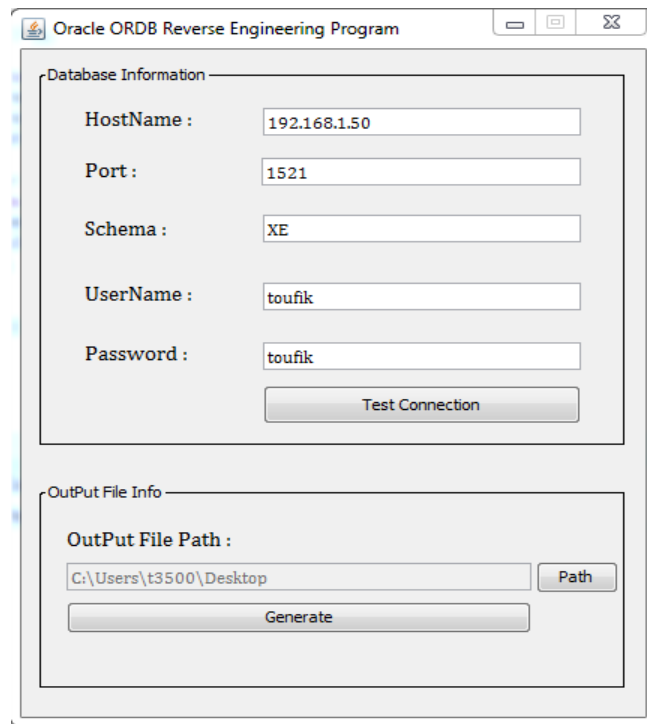 Oracle ORDB Reverse Engineering Program
Database Information
HostName :
192.168.1.50
Port :
1521
Schema :
XE
UserName :
toufik
Password :
toufik
Test Connection
OutPut File Info
OutPut File Path :
C:\Users\t3500\Desktop
Path
Generate